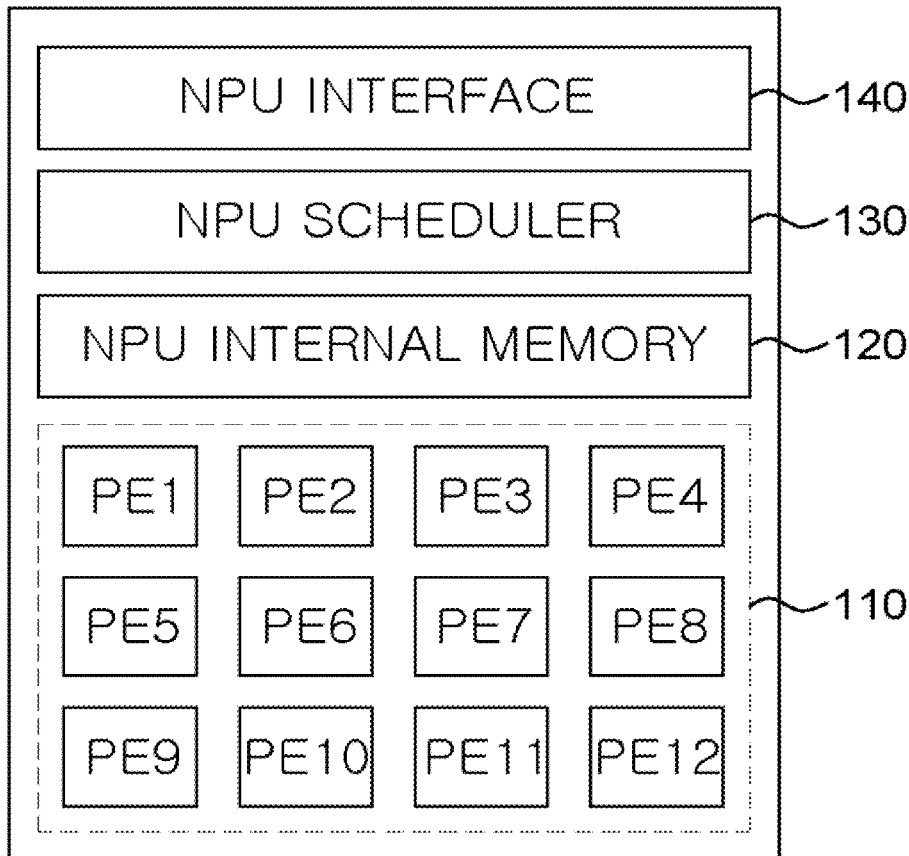 NPU INTERFACE 140
NPU SCHEDULER 130
NPU INTERNAL MEMORY 120
PE1 PE2 PE3 PE4
PE5 PE6 PE7 PE8 110
PE9 PE10 PE11 PE12